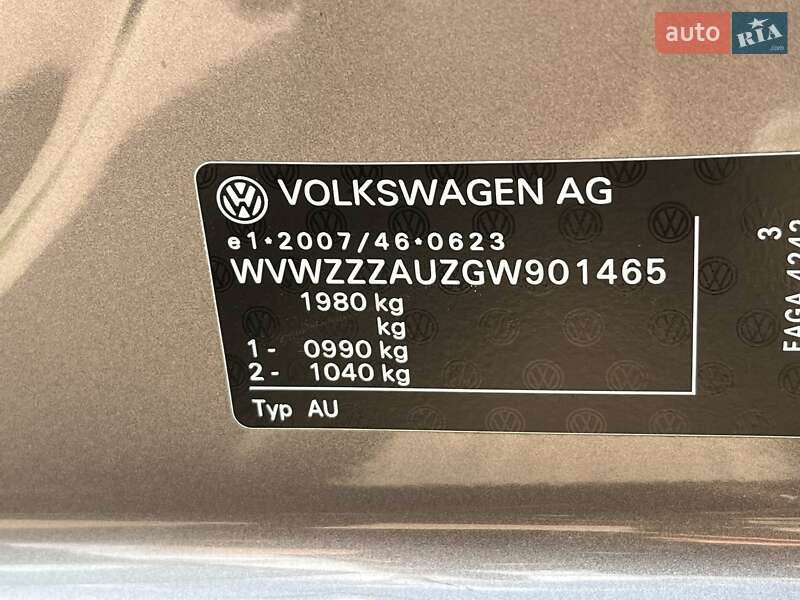 auto RIA.com
VOLKSWAGEN AG
e1*2007/46*0623
WVWZZZAUZGW901465
1980 kg
kg
1 - 0990 kg
2 - 1040 kg
Typ AU
3